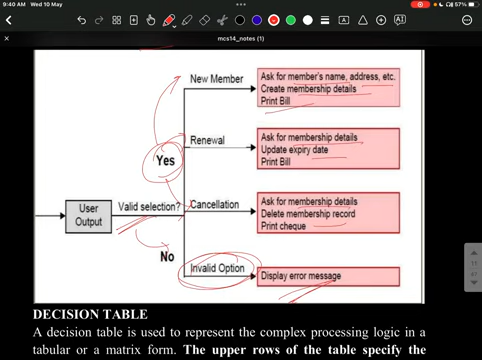 9:40 AM Wed 10 May
57%
mcs14_notes (1)
New Member
Ask for member's name, address, etc.
Create membership details
Print Bill
Renewal
Ask for membership details
Update expiry date
Print Bill
Yes
User
Output
Valid selection?
Cancellation
Ask for membership details
Delete membership record
Print cheque
No
Invalid Option
Display error message
DECISION TABLE
A decision table is used to represent the complex processing logic in a
tabular or a matrix form. The upper rows of the table specify the